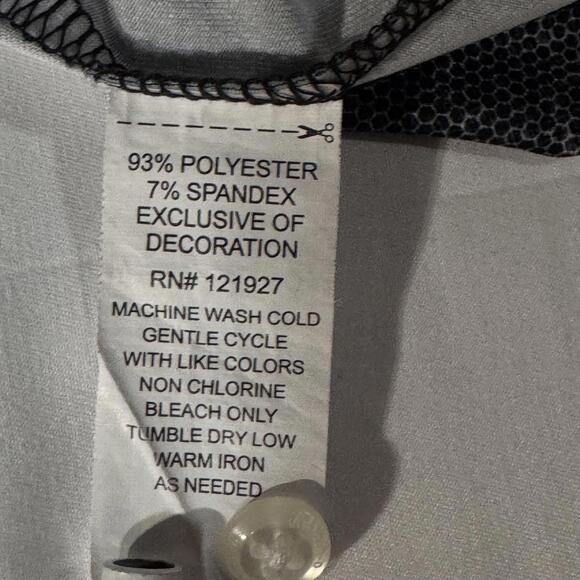 93% POLYESTER
7% SPANDEX
EXCLUSIVE OF
DECORATION
RN# 121927
MACHINE WASH COLD
GENTLE CYCLE
WITH LIKE COLORS
NON CHLORINE
BLEACH ONLY
TUMBLE DRY LOW
WARM IRON
AS NEEDED